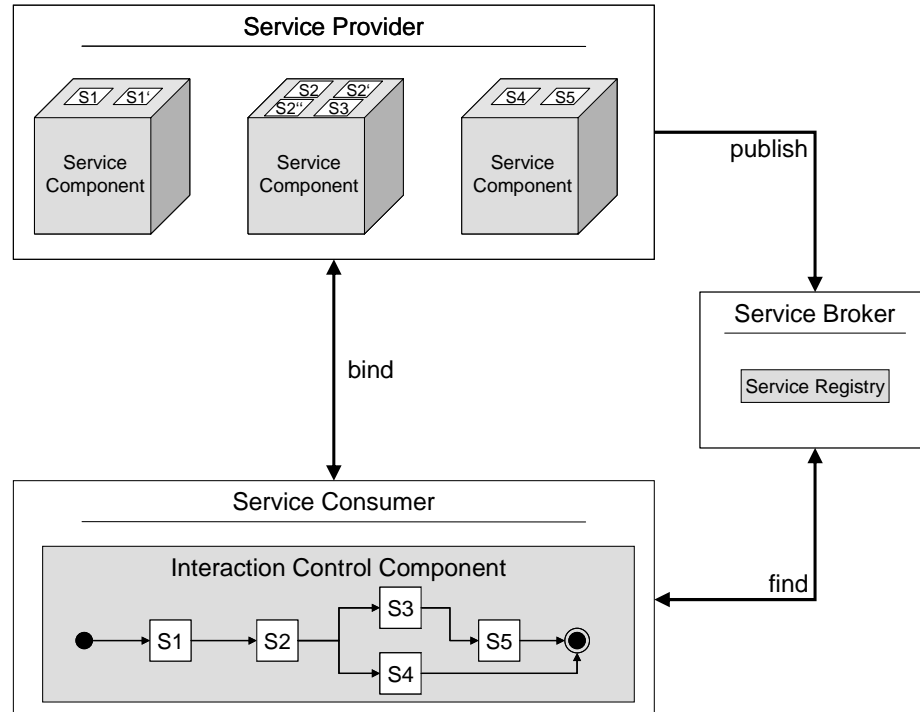 Service Provider
S1 S1‘
S2 S2‘
S2“ S3
S4 S5
Service
Component
Service
Component
Service
Component
publish
Service Broker
Service Registry
bind
Service Consumer
find
Interaction Control Component
S1
S2
S3
S5
S4